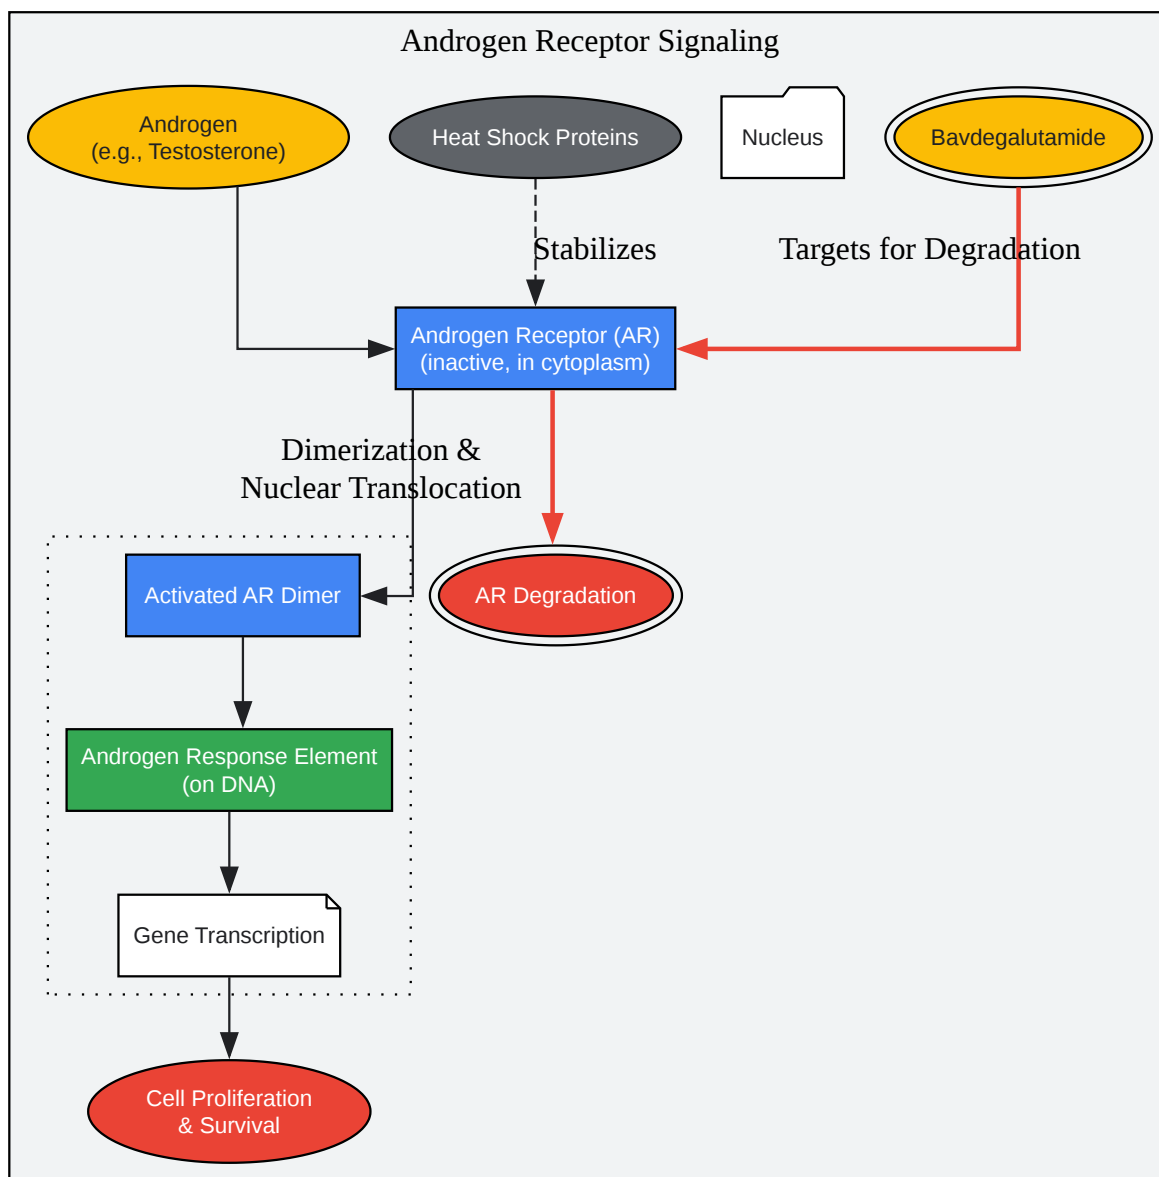 Androgen Receptor Signaling
Androgen
(e.g., Testosterone)
Heat Shock Proteins
Nucleus
Bavdegalutamide
Stabilizes
Targets for Degradation
Androgen Receptor (AR)
(inactive, in cytoplasm)
Dimerization &
Nuclear Translocation
Activated AR Dimer
AR Degradation
Androgen Response Element
(on DNA)
Gene Transcription
Cell Proliferation
& Survival